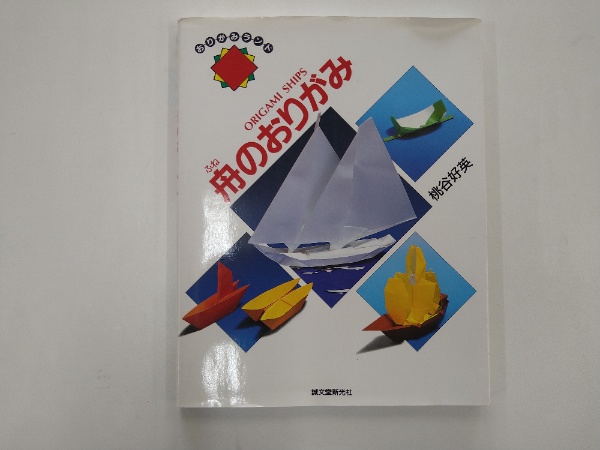 おりがみランド
ORIGAMI SHIPS
ふね
舟のおりがみ
桃谷好英
誠文堂新光社